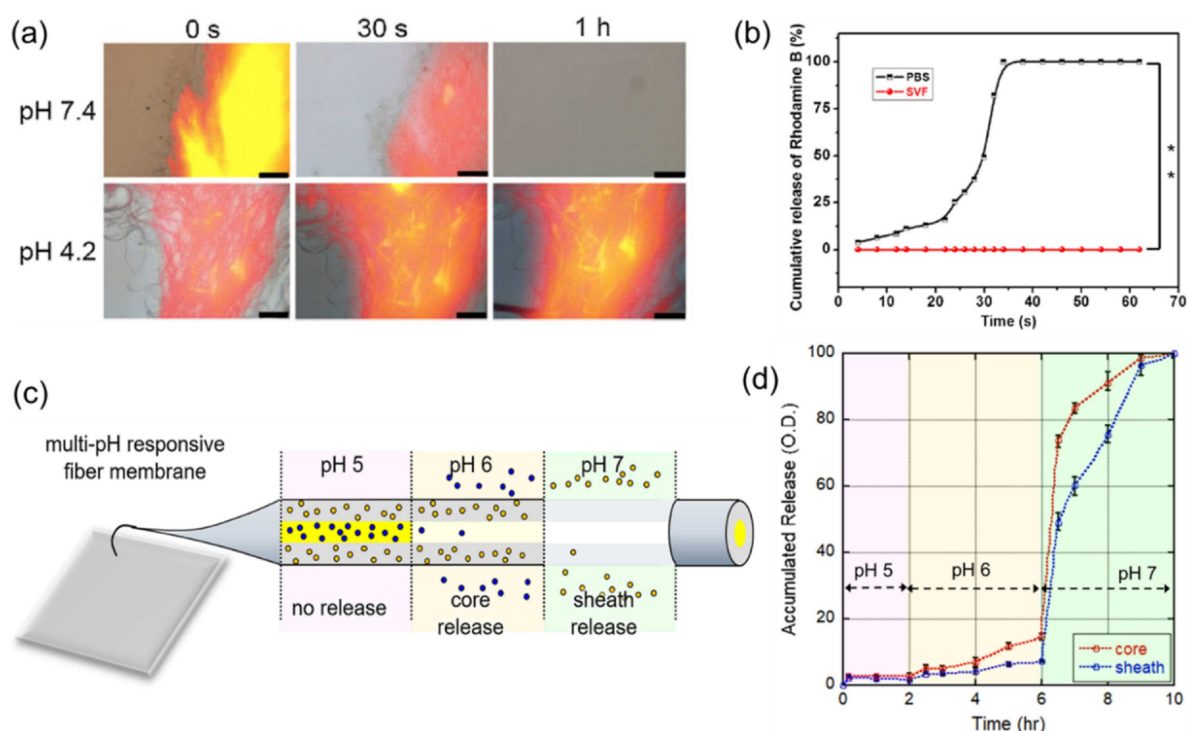 (a)
0 s 30 s 1 h
pH 7.4
pH 4.2
(b)
Cumulative release of Rhodamine B (%)
100
75
50
25
0
PBS
SVF
*
*
0 10 20 30 40 50 60 70
Time (s)
(c)
multi-pH responsive
fiber membrane
pH 5 pH 6 pH 7
no release
core
release
sheath
release
(d)
Accumulated Release (O.D.)
100
80
60
40
20
0
pH 5 pH 6 pH 7
core
sheath
0 2 4 6 8 10
Time (hr)